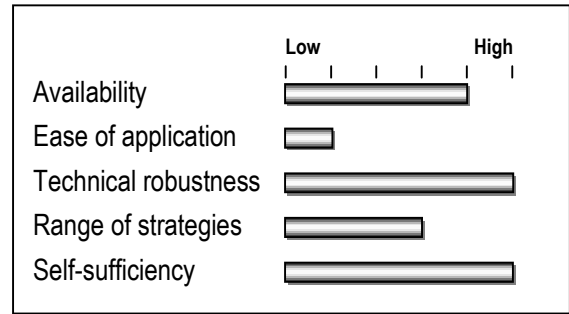 Low High
Availability
Ease of application
Technical robustness
Range of strategies
Self-sufficiency